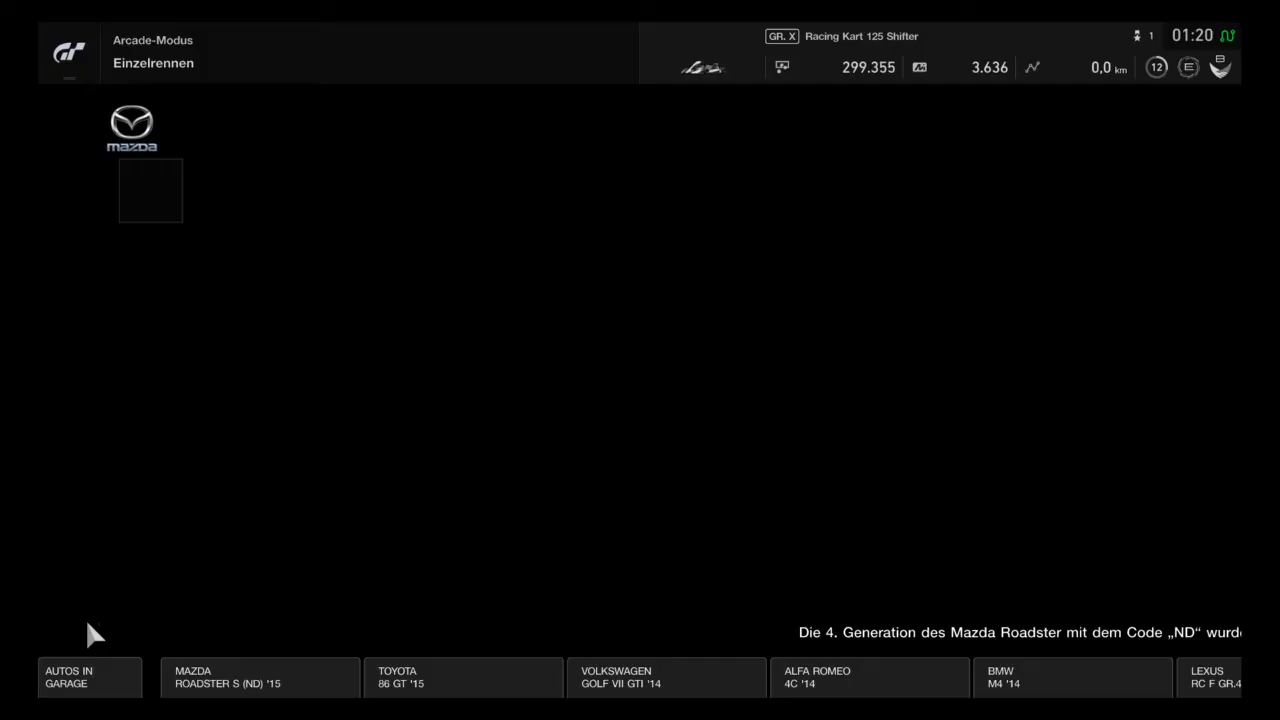 Arcade-Modus
Einzelrennen
GR. X Racing Kart 125 Shifter
1
01:20
299.355
3.636
0,0 km
12
E
B
mazda
Die 4. Generation des Mazda Roadster mit dem Code „ND“ wurde
AUTOS IN
GARAGE
MAZDA
ROADSTER S (ND) '15
TOYOTA
86 GT '15
VOLKSWAGEN
GOLF VII GTI '14
ALFA ROMEO
4C '14
BMW
M4 '14
LEXUS
RC F GR.4